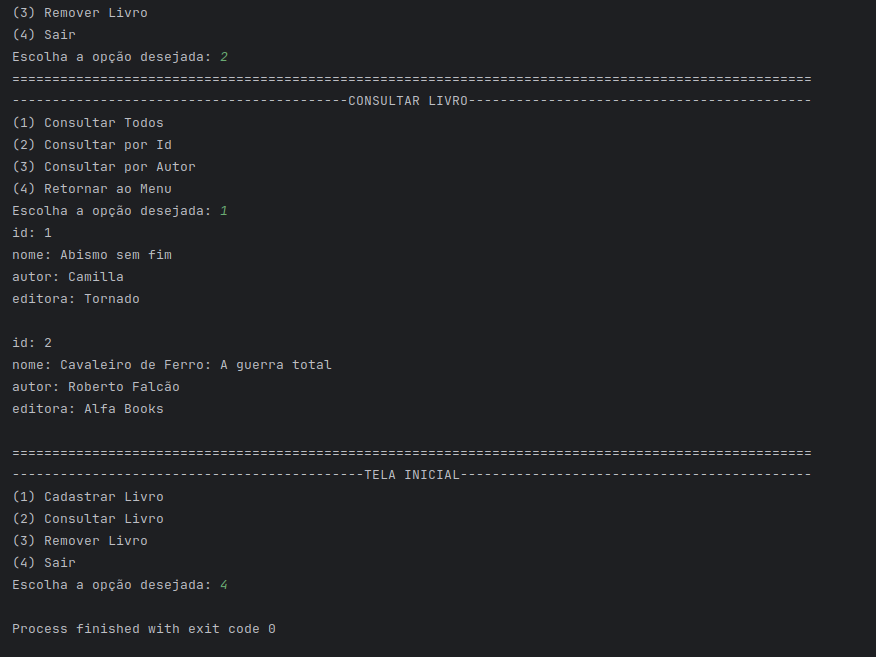 (3) Remover Livro
(4) Sair
Escolha a opção desejada: 2
====================================================================================================
------------------------------------------CONSULTAR LIVRO-------------------------------------------
(1) Consultar Todos
(2) Consultar por Id
(3) Consultar por Autor
(4) Retornar ao Menu
Escolha a opção desejada: 1
id: 1
nome: Abismo sem fim
autor: Camilla
editora: Tornado
id: 2
nome: Cavaleiro de Ferro: A guerra total
autor: Roberto Falcão
editora: Alfa Books
====================================================================================================
--------------------------------------------TELA INICIAL--------------------------------------------
(1) Cadastrar Livro
(2) Consultar Livro
(3) Remover Livro
(4) Sair
Escolha a opção desejada: 4
Process finished with exit code 0